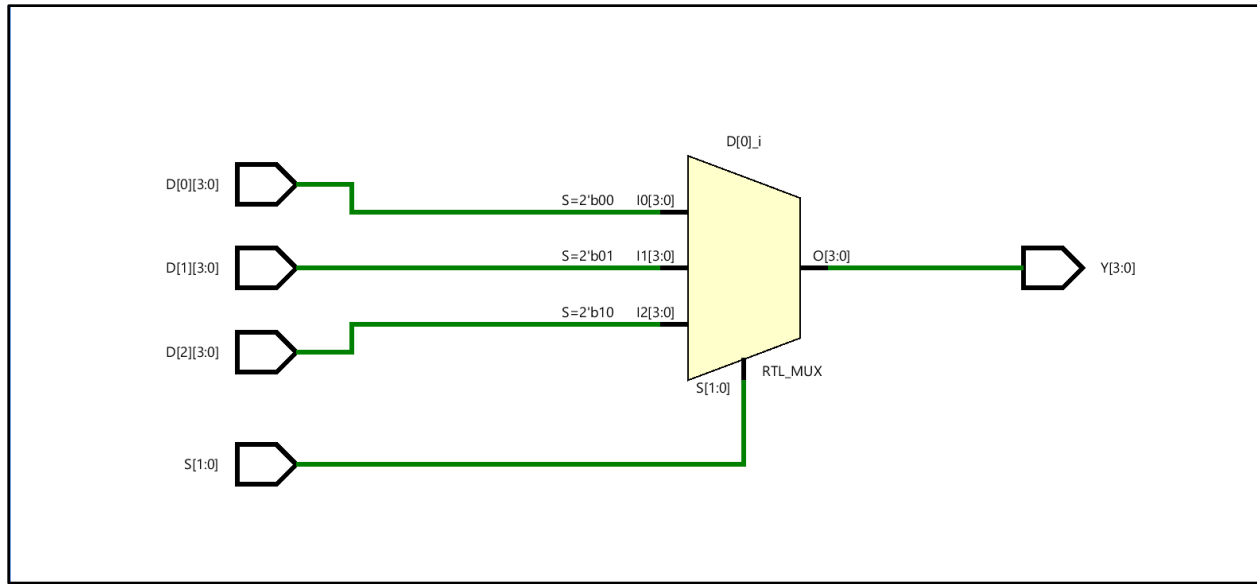 D[0]_i
D[0][3:0]
S=2'b00 I0[3:0]
D[1][3:0]
S=2'b01 I1[3:0]
O[3:0]
Y[3:0]
S=2'b10 I2[3:0]
D[2][3:0]
RTL_MUX
S[1:0]
S[1:0]